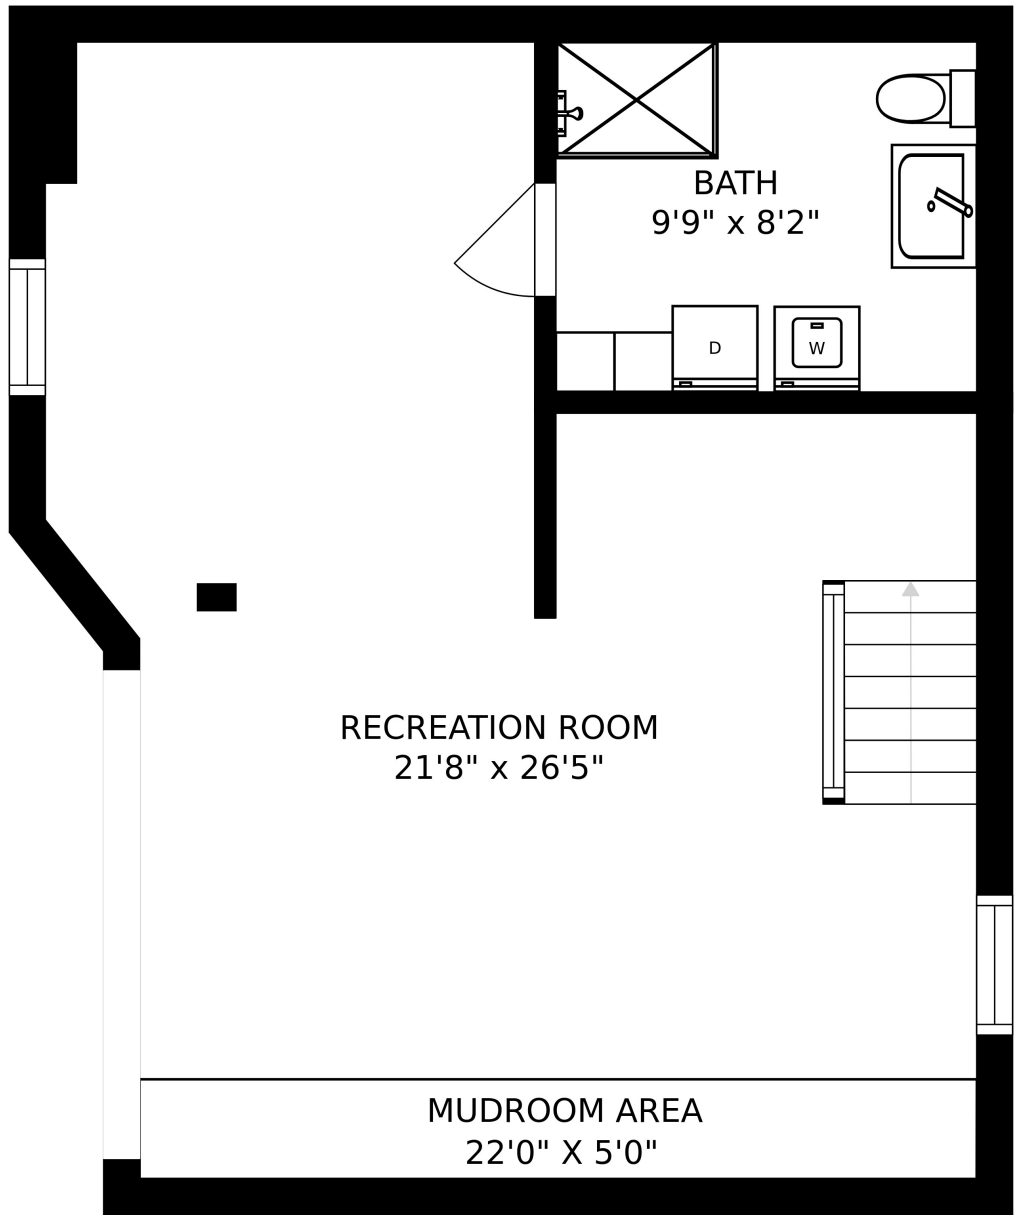 BATH
9'9" x 8'2"
D
W
RECREATION ROOM
21'8" x 26'5"
MUDROOM AREA
22'0" X 5'0"